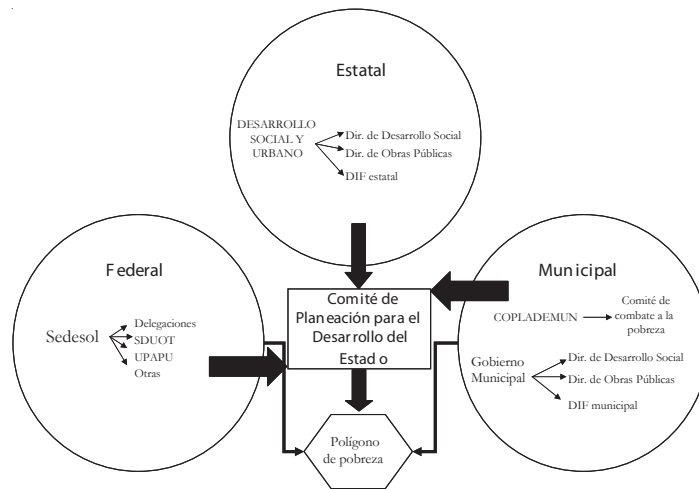 Estatal
DESARROLLO
SOCIAL Y
URBANO
Dir. de Desarrollo Social
Dir. de Obras Públicas
DIF estatal
Federal
Sedesol
Delegaciones
SDUOT
UPAPU
Otras
Comité de
Planeación para el
Desarrollo del
Estad o
Municipal
COPLADEMUN
Comité de
combate a la
pobreza
Gobierno
Municipal
Dir. de Desarrollo Social
Dir. de Obras Públicas
DIF municipal
Polígono
de pobreza